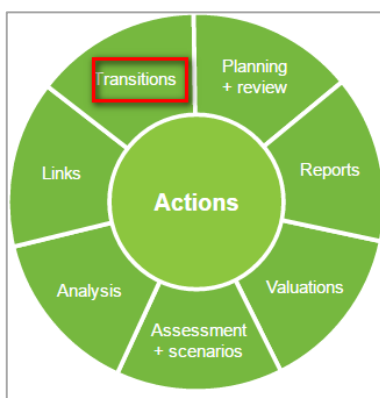 Transitions
Planning
+ review
Links
Reports
Actions
Analysis
Valuations
Assessment
+ scenarios